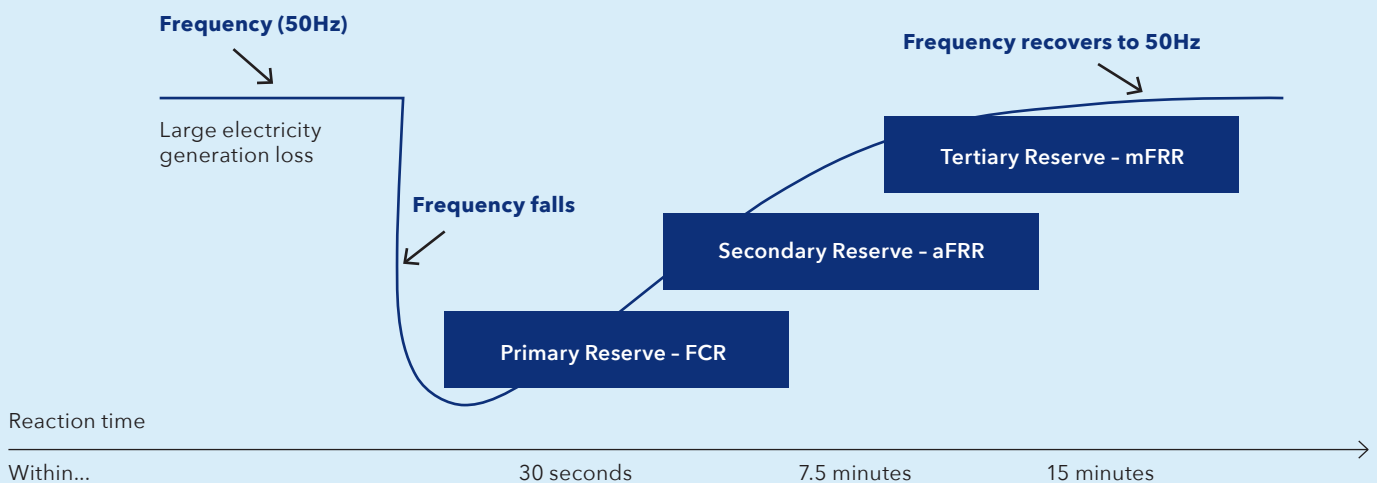 Frequency (50Hz)
Frequency recovers to 50Hz
Large electricity
generation loss
Frequency falls
Tertiary Reserve – mFRR
Secondary Reserve – aFRR
Primary Reserve – FCR
Reaction time
Within...
30 seconds
7.5 minutes
15 minutes